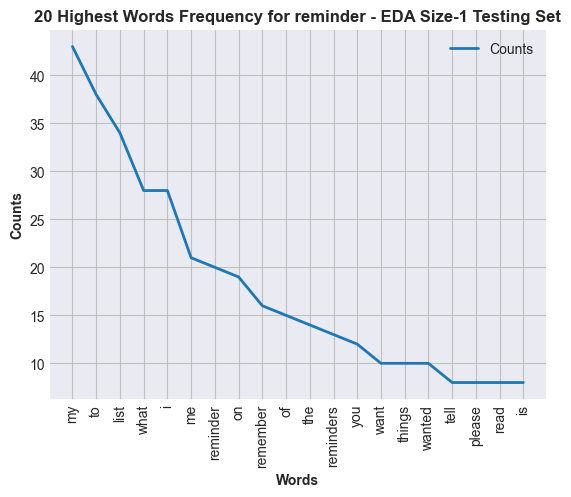 20 Highest Words Frequency for reminder - EDA Size-1 Testing Set
Counts
Counts
40
35
30
25
20
15
10
my
to
list
what
i
me
reminder
on
remember
of
the
reminders
you
want
things
wanted
tell
please
read
is
Words